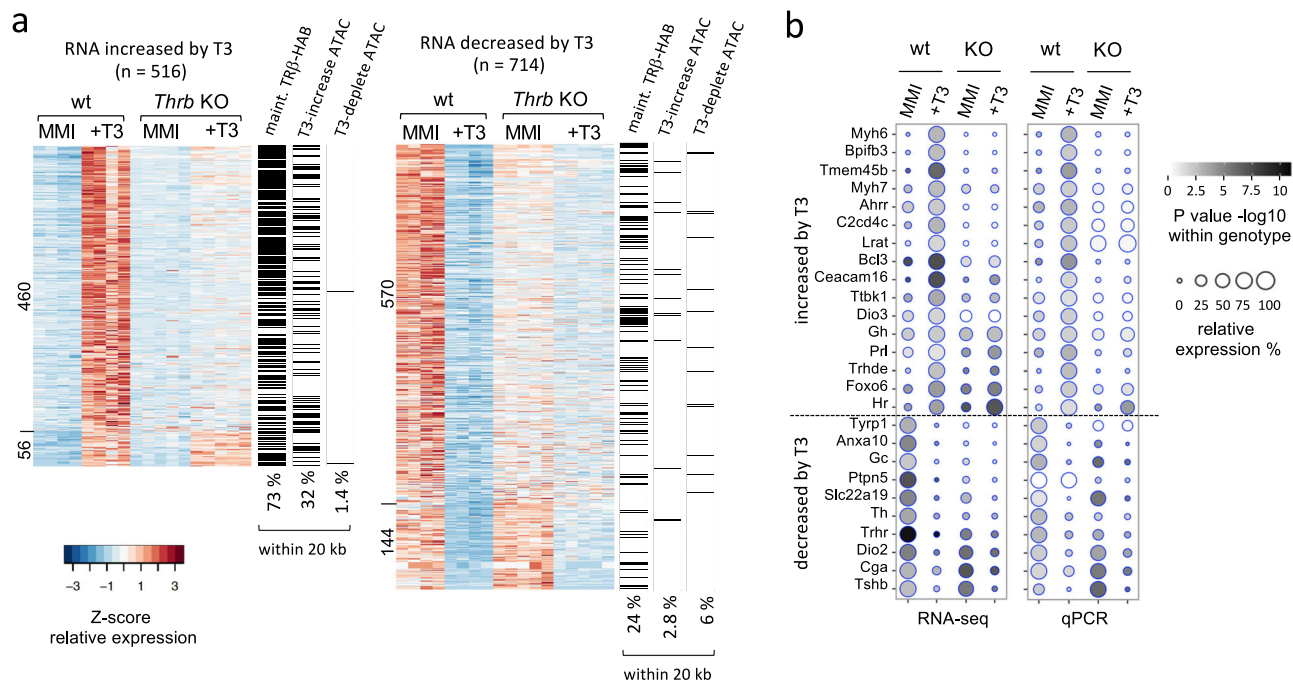 a
RNA increased by T3
(n = 516)
wt
Thrb KO
MMI
+T3
MMI
+T3
maint. TRβ-HAB
T3-increase ATAC
T3-deplete ATAC
460
56
73 %
32 %
1.4 %
within 20 kb
−3
−1
1
3
Z-score
relative expression
RNA decreased by T3
(n = 714)
wt
Thrb KO
MMI
+T3
MMI
+T3
maint. TRβ-HAB
T3-increase ATAC
T3-deplete ATAC
570
144
24 %
2.8 %
6 %
within 20 kb
b
wt
KO
wt
KO
MMI
+T3
MMI
+T3
MMI
+T3
MMI
+T3
increased by T3
Myh6
Bpifb3
Tmem45b
Myh7
Ahrr
C2cd4c
Lrat
Bcl3
Ceacam16
Ttbk1
Dio3
Gh
Prl
Trhde
Foxo6
Hr
decreased by T3
Tyrp1
Anxa10
Gc
Ptpn5
Slc22a19
Th
Trhr
Dio2
Cga
Tshb
RNA-seq
qPCR
0 2.5 5 7.5 10
P value -log10
within genotype
0 25 50 75 100
relative
expression %